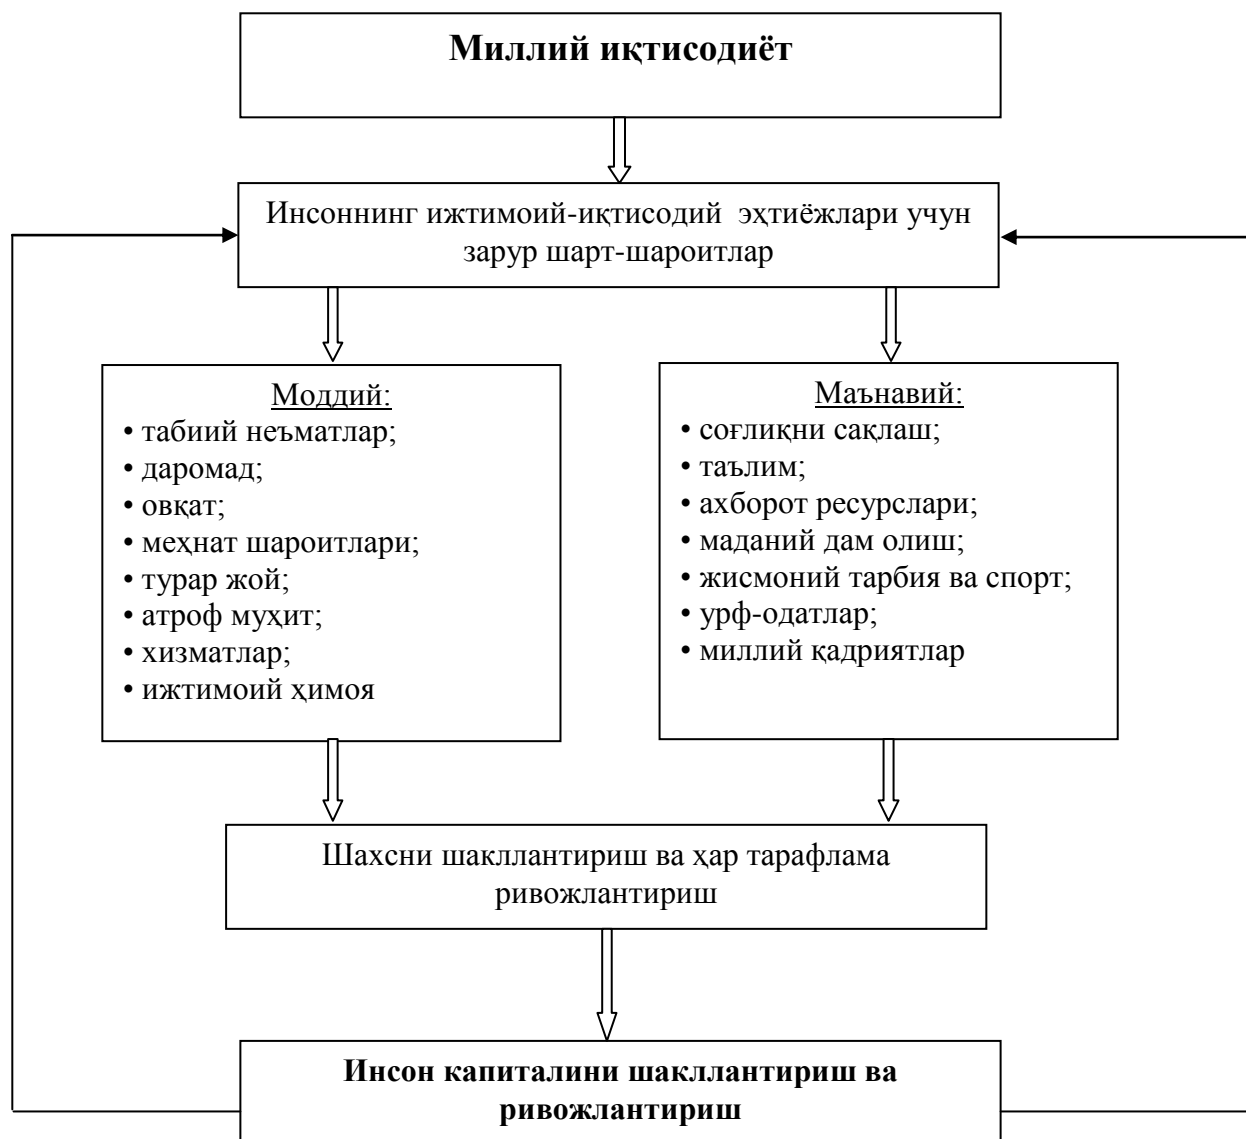 Миллий иқтисодиёт
Инсоннинг ижтимоий-иқтисодий эҳтиёжлари учун
зарур шарт-шароитлар
Моддий:
• табиий неъматлар;
• даромад;
• овқат;
• меҳнат шароитлари;
• турар жой;
• атроф муҳит;
• хизматлар;
• ижтимоий ҳимоя
Маънавий:
• соғлиқни сақлаш;
• таълим;
• ахборот ресурслари;
• маданий дам олиш;
• жисмоний тарбия ва спорт;
• урф-одатлар;
• миллий қадриятлар
Шахсни шакллантириш ва ҳар тарафлама
ривожлантириш
Инсон капиталини шакллантириш ва
ривожлантириш